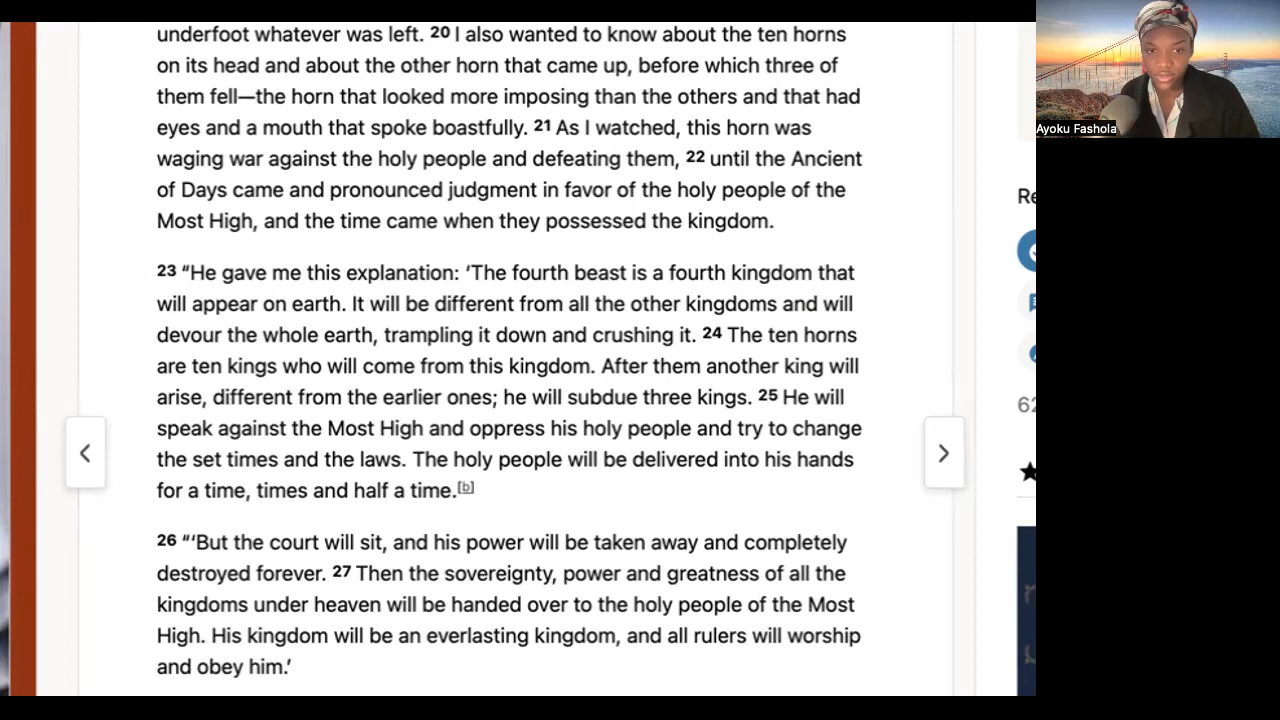 underfoot whatever was left. 20 I also wanted to know about the ten horns
on its head and about the other horn that came up, before which three of
them fell—the horn that looked more imposing than the others and that had
eyes and a mouth that spoke boastfully. 21 As I watched, this horn was
waging war against the holy people and defeating them, 22 until the Ancient
of Days came and pronounced judgment in favor of the holy people of the
Most High, and the time came when they possessed the kingdom.
23 “He gave me this explanation: ‘The fourth beast is a fourth kingdom that
will appear on earth. It will be different from all the other kingdoms and will
devour the whole earth, trampling it down and crushing it. 24 The ten horns
are ten kings who will come from this kingdom. After them another king will
arise, different from the earlier ones; he will subdue three kings. 25 He will
speak against the Most High and oppress his holy people and try to change
the set times and the laws. The holy people will be delivered into his hands
for a time, times and half a time.[b]
26 “‘But the court will sit, and his power will be taken away and completely
destroyed forever. 27 Then the sovereignty, power and greatness of all the
kingdoms under heaven will be handed over to the holy people of the Most
High. His kingdom will be an everlasting kingdom, and all rulers will worship
and obey him.’
Ayoku Fashola
Re
62